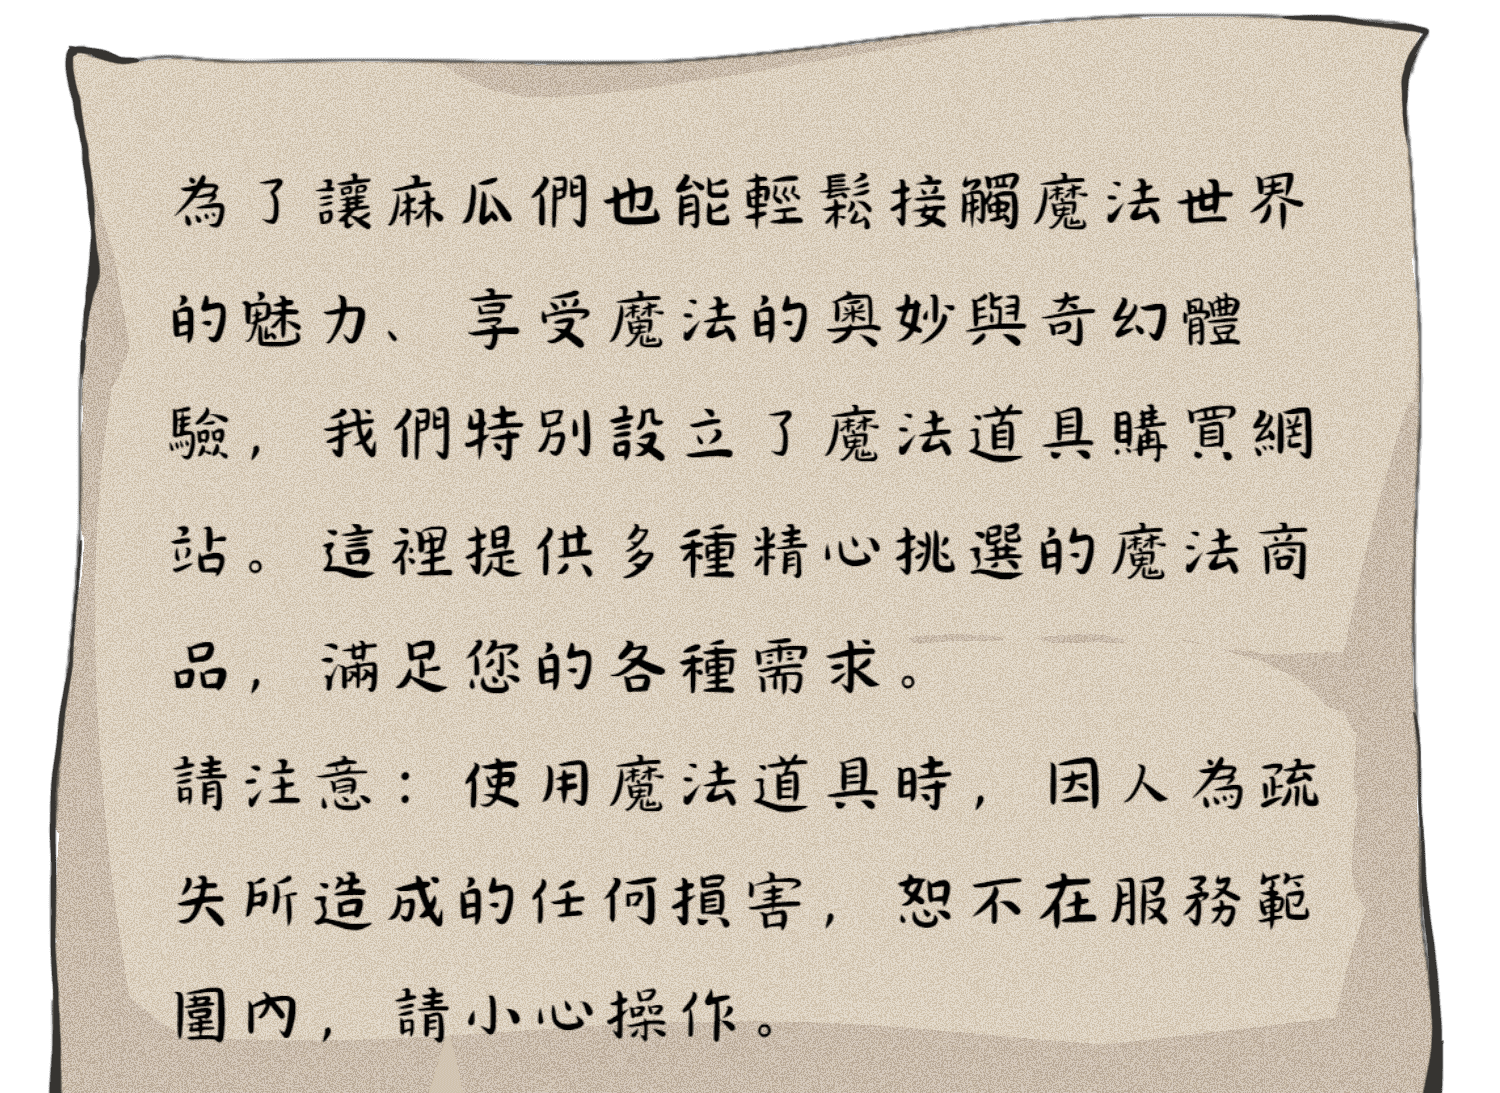 為了讓麻瓜們也能輕鬆接觸魔法世界
的魅力、享受魔法的奧妙與奇幻體
驗，我們特別設立了魔法道具購買網
站。這裡提供多種精心挑選的魔法商
品，滿足您的各種需求。
請注意：使用魔法道具時，因人為疏
失所造成的任何損害，恕不在服務範
圍內，請小心操作。